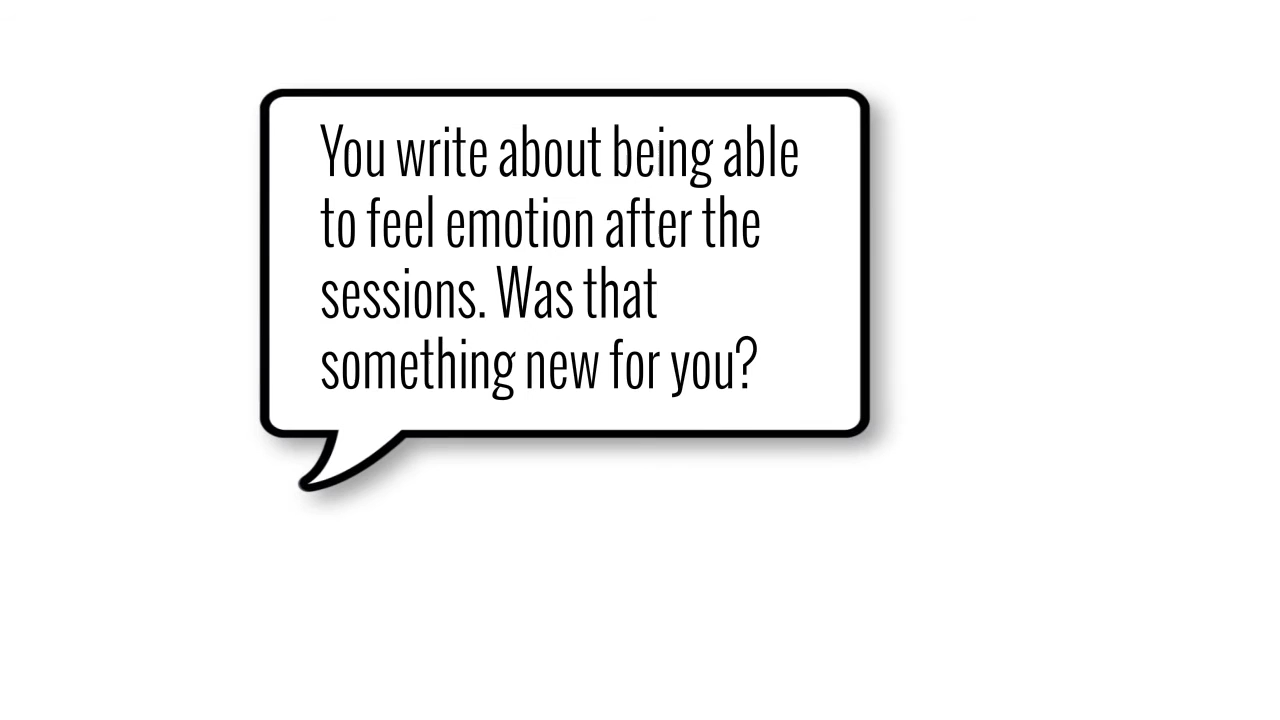 You write about being able
to feel emotion after the
sessions. Was that
something new for you?